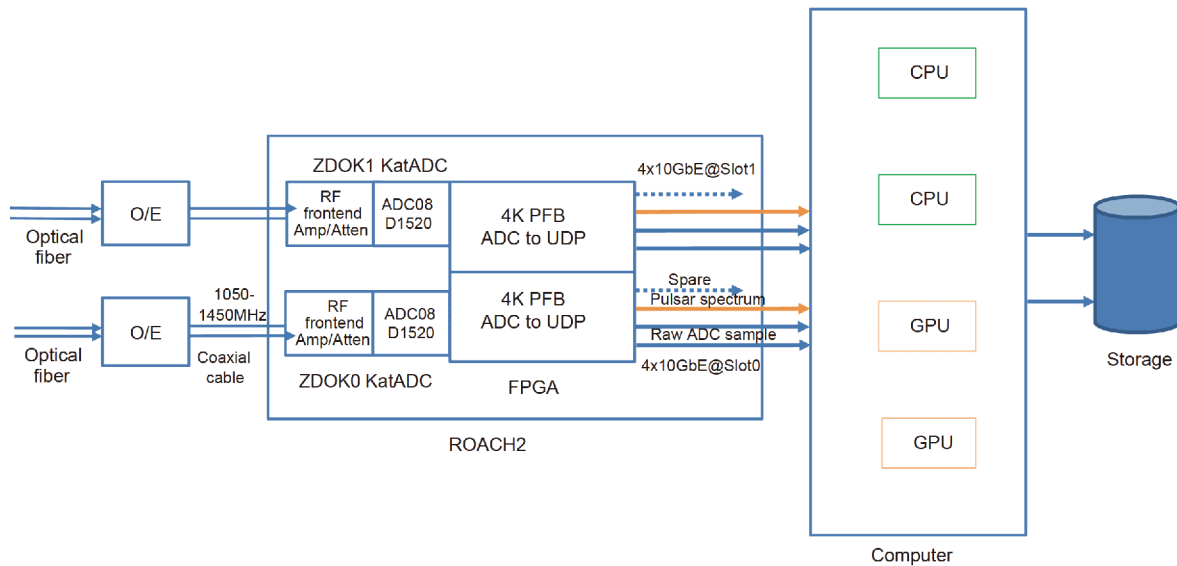 Optical
fiber
O/E
Optical
fiber
O/E
1050-
1450MHz
Coaxial
cable
ZDOK1 KatADC
RF
frontend
Amp/Atten
ADC08
D1520
4K PFB
ADC to UDP
RF
frontend
Amp/Atten
ADC08
D1520
4K PFB
ADC to UDP
ZDOK0 KatADC
FPGA
ROACH2
4x10GbE@Slot1
Spare
Pulsar spectrum
Raw ADC sample
4x10GbE@Slot0
CPU
CPU
GPU
GPU
Computer
Storage